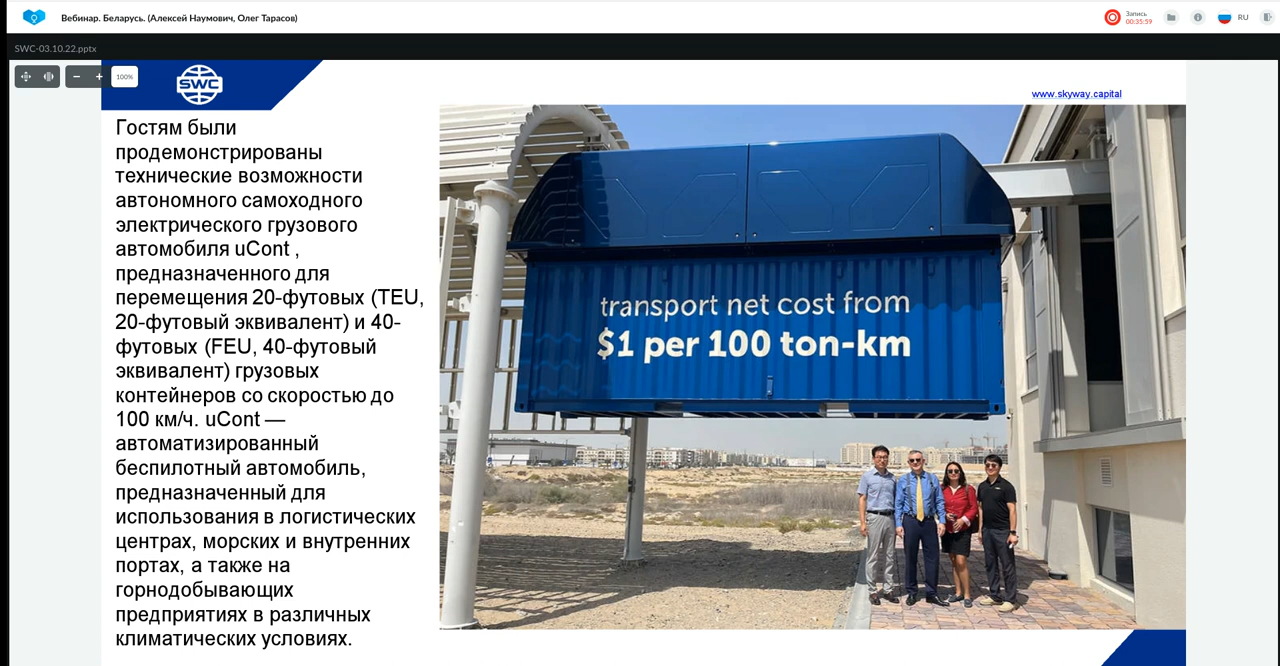 Вебинар. Беларусь. (Алексей Наумович, Олег Тарасов)
Запись
00:35:59
RU
SWC-03.10.22.pptx
100%
SWC
www.skyway.capital
Гостям были
продемонстрированы
технические возможности
автономного самоходного
электрического грузового
автомобиля uCont ,
предназначенного для
перемещения 20-футовых (TEU,
20-футовый эквивалент) и 40-
футовых (FEU, 40-футовый
эквивалент) грузовых
контейнеров со скоростью до
100 км/ч. uCont —
автоматизированный
беспилотный автомобиль,
предназначенный для
использования в логистических
центрах, морских и внутренних
портах, а также на
горнодобывающих
предприятиях в различных
климатических условиях.
transport net cost from
$1 per 100 ton-km